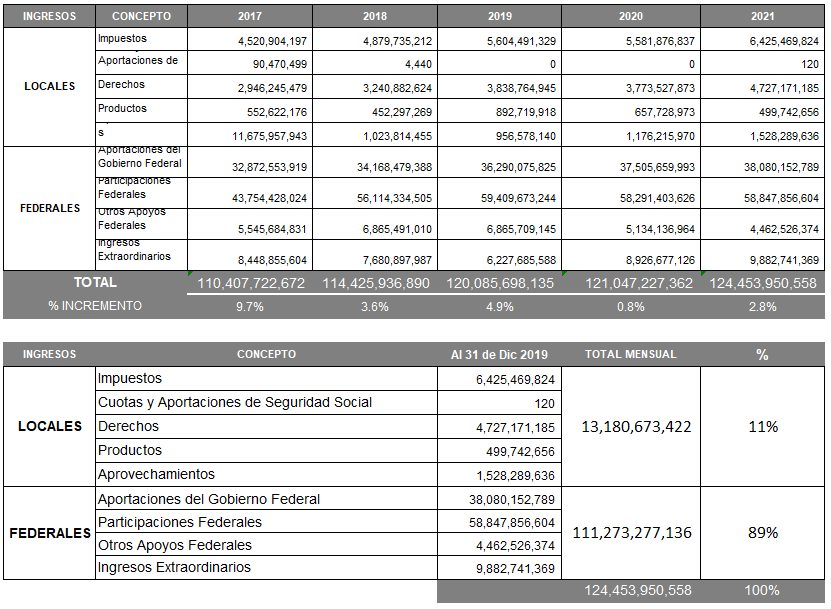 INGRESOS CONCEPTO 2017 2018 2019 2020 2021
LOCALES
Impuestos 4,520,904,197 4,879,735,212 5,604,491,329 5,581,876,837 6,425,469,824
Aportaciones de 90,470,499 4,440 0 0 120
Derechos 2,946,245,479 3,240,882,624 3,838,764,945 3,773,527,873 4,727,171,185
Productos 552,622,176 452,297,269 892,719,918 657,728,973 499,742,656
s 11,675,957,943 1,023,814,455 956,578,140 1,176,215,970 1,528,289,636
FEDERALES
Aportaciones del
Gobierno Federal 32,872,553,919 34,168,479,388 36,290,075,825 37,505,659,993 38,080,152,789
Participaciones
Federales 43,754,428,024 56,114,334,505 59,409,673,244 58,291,403,626 58,847,856,604
Otros Apoyos
Federales 5,545,684,831 6,865,491,010 6,865,709,145 5,134,136,964 4,462,526,374
Ingresos
Extraordinarios 8,448,855,604 7,680,897,987 6,227,685,588 8,926,677,126 9,882,741,369
TOTAL 110,407,722,672 114,425,936,890 120,085,698,135 121,047,227,362 124,453,950,558
% INCREMENTO 9.7% 3.6% 4.9% 0.8% 2.8%
INGRESOS CONCEPTO Al 31 de Dic 2019 TOTAL MENSUAL %
LOCALES
Impuestos 6,425,469,824
Cuotas y Aportaciones de Seguridad Social 120
Derechos 4,727,171,185
Productos 499,742,656
Aprovechamientos 1,528,289,636
13,180,673,422 11%
FEDERALES
Aportaciones del Gobierno Federal 38,080,152,789
Participaciones Federales 58,847,856,604
Otros Apoyos Federales 4,462,526,374
Ingresos Extraordinarios 9,882,741,369
111,273,277,136 89%
124,453,950,558 100%